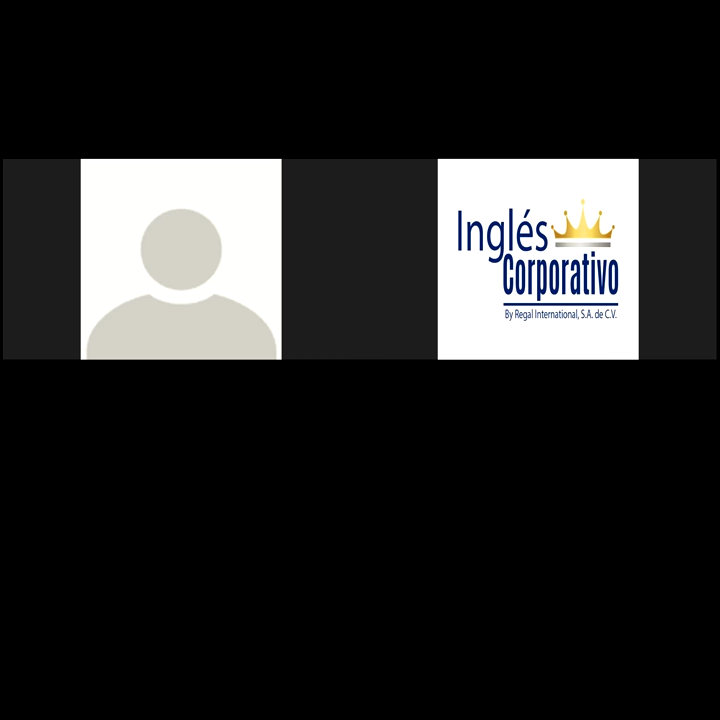 Inglés
Corporativo
By Regal International, S.A. de C.V.